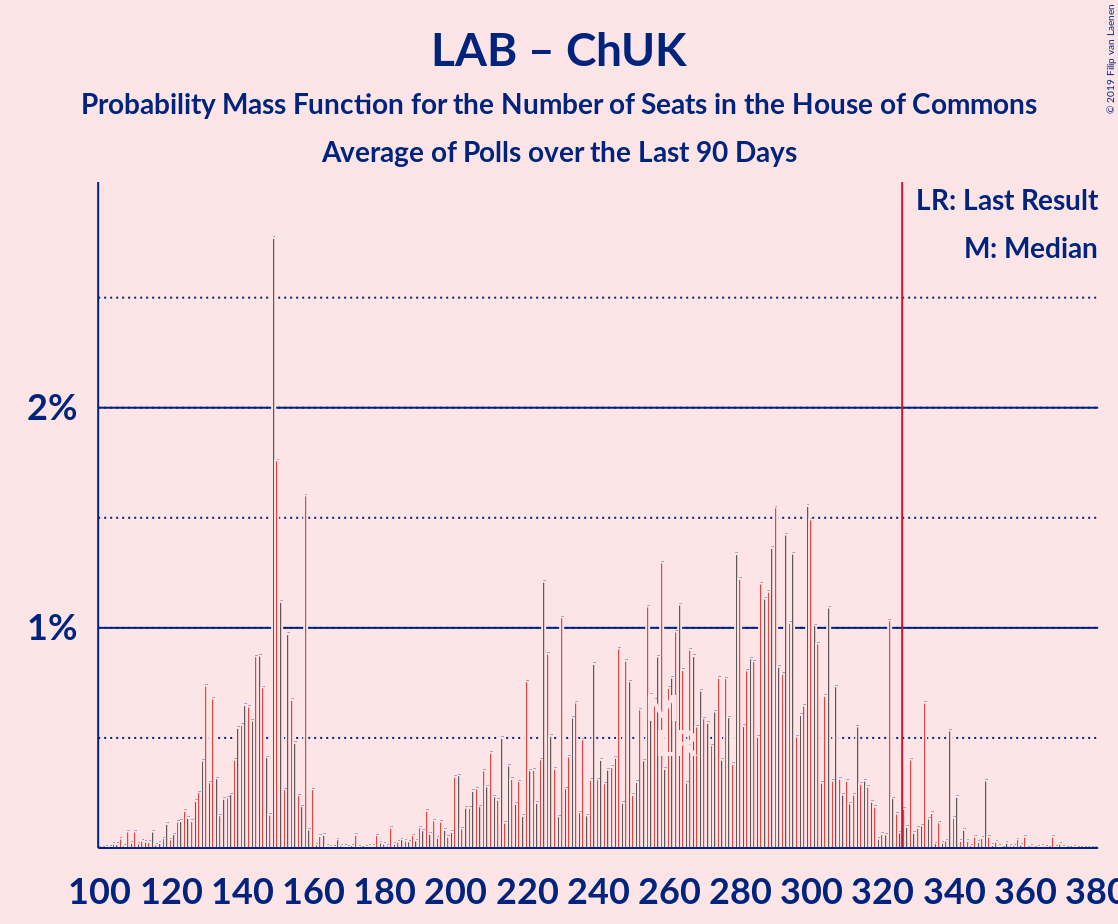 LAB – ChUK
Probability Mass Function for the Number of Seats in the House of Commons
Average of Polls over the Last 90 Days
© 2019 Filip van Laenen
LR: Last Result
M: Median
2%
1%
LR
100 120 140 160 180 200 220 240 260 280 300 320 340 360 380